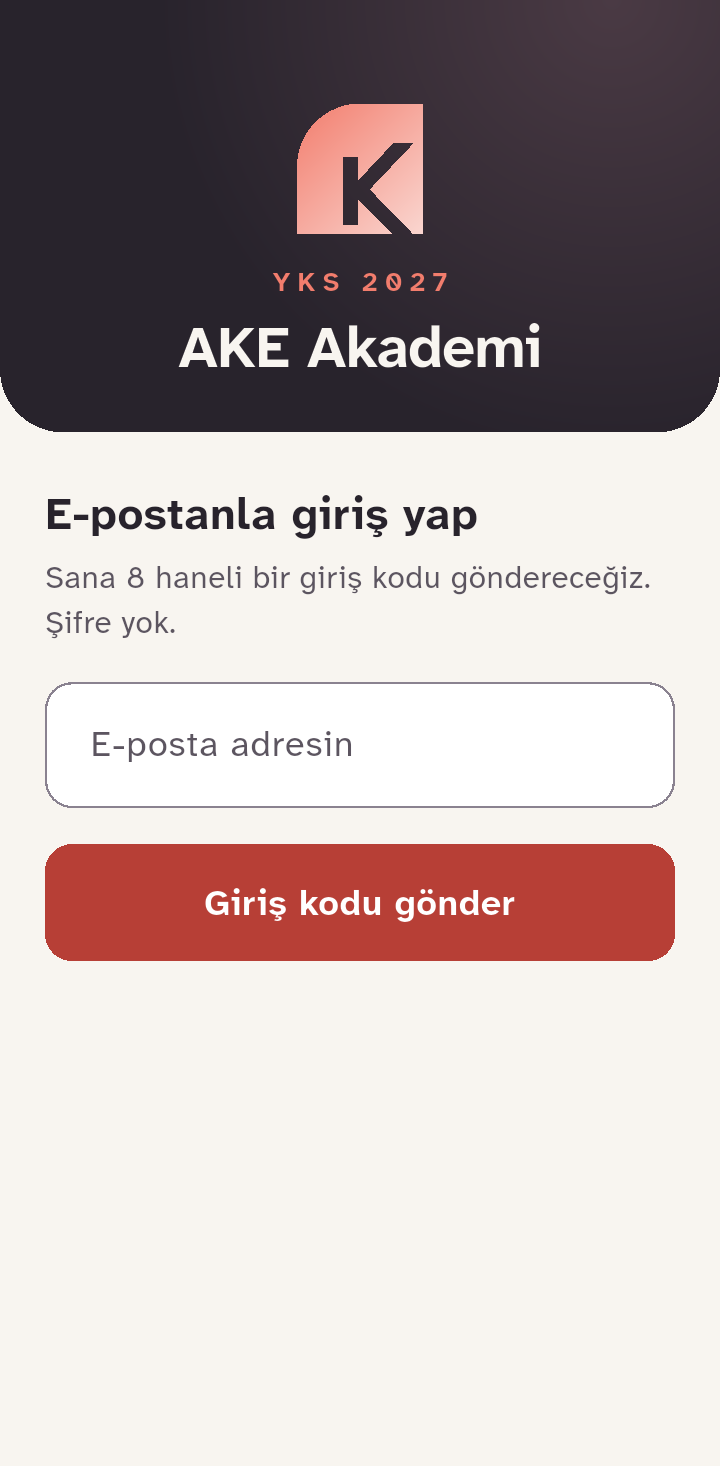 K
YKS 2027
AKE Akademi
E-postanla giriş yap
Sana 8 haneli bir giriş kodu göndereceğiz.
Şifre yok.
E-posta adresin
Giriş kodu gönder